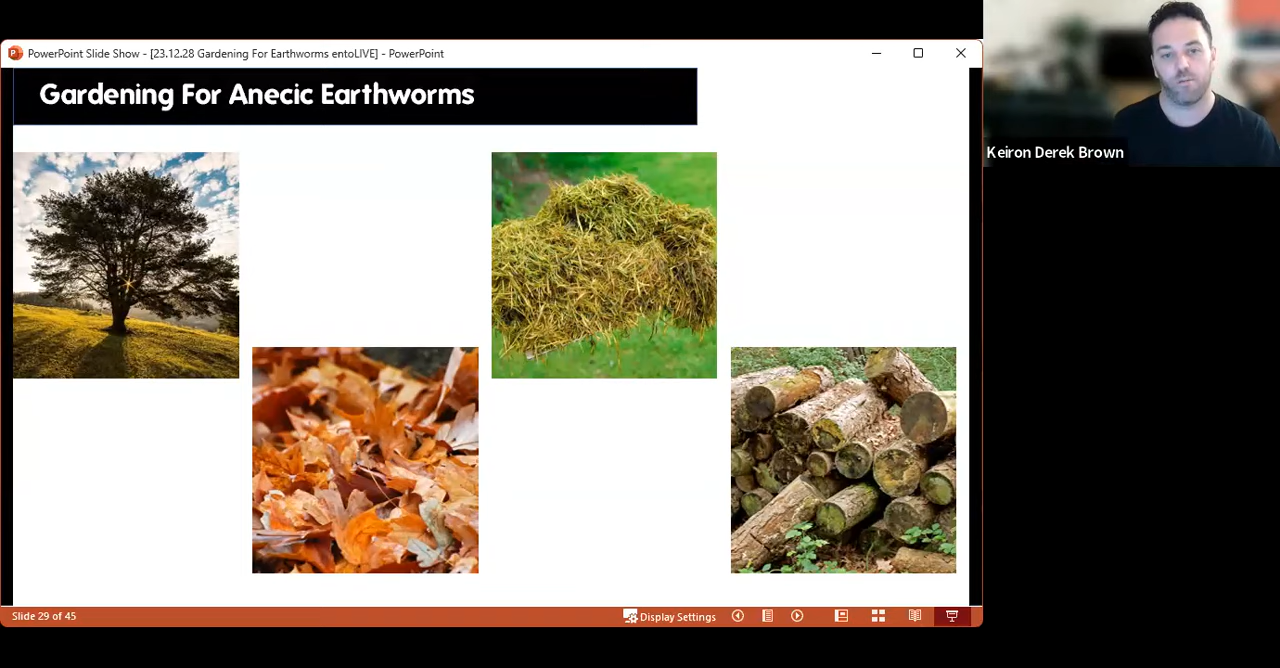 PowerPoint Slide Show - [23.12.28 Gardening For Earthworms entoLIVE] - PowerPoint
Gardening For Anecic Earthworms
Keiron Derek Brown
Slide 29 of 45
Display Settings